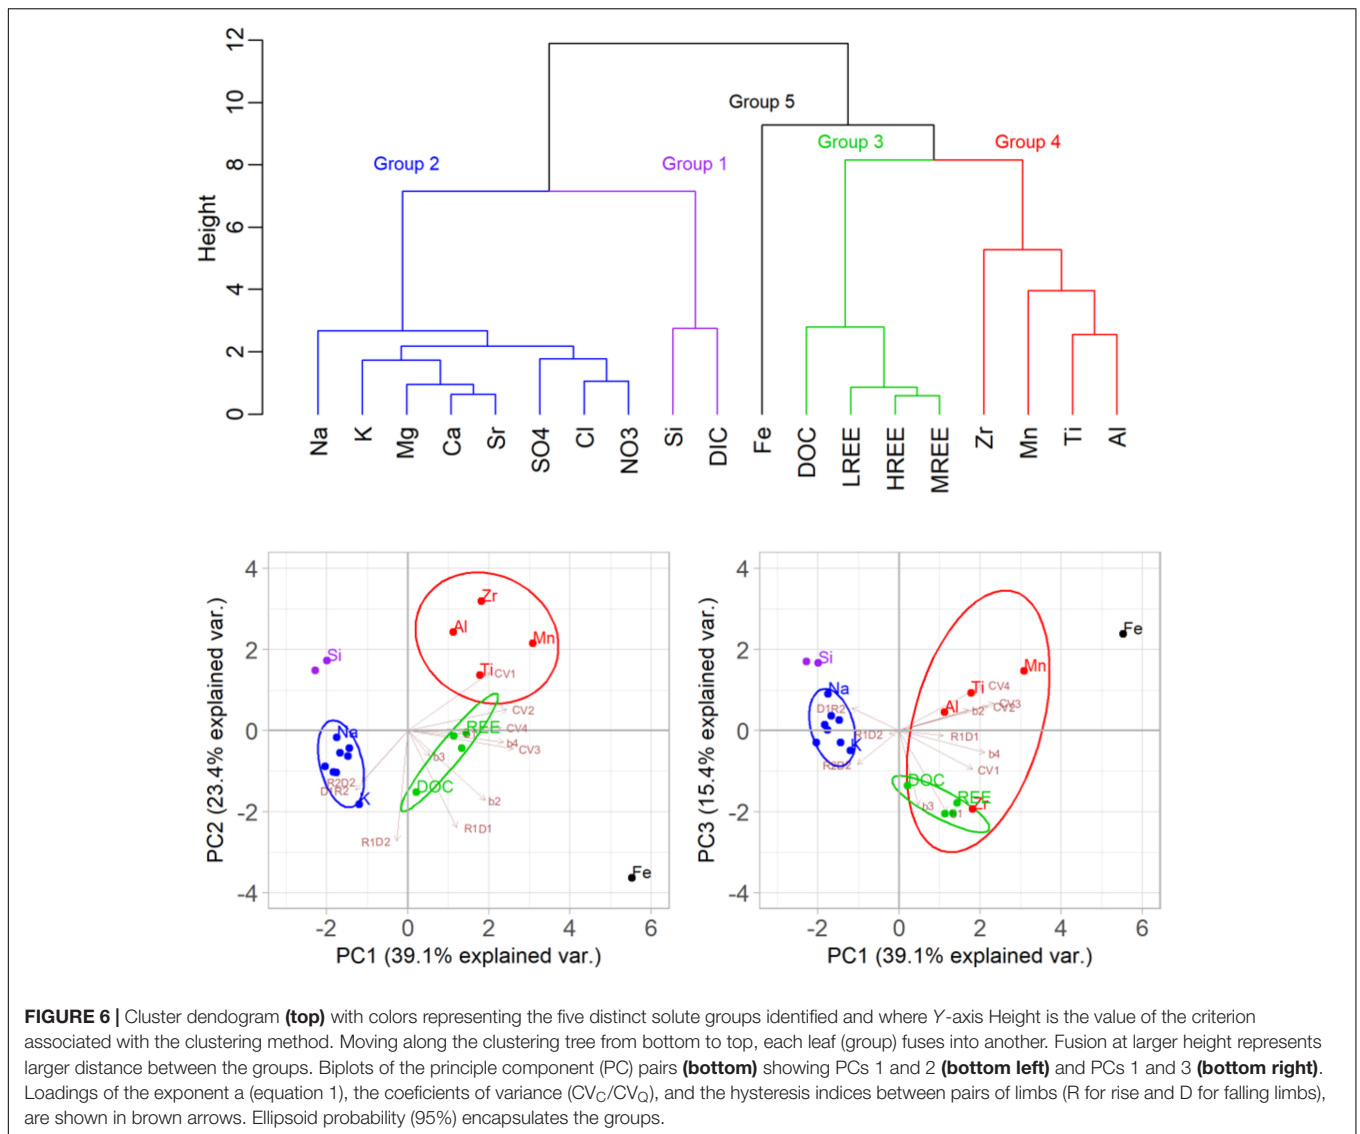 12
10
8
6
4
2
0
Height
Group 5
Group 3
Group 4
Group 2
Group 1
Na
K
Mg
Ca
Sr
SO4
Cl
NO3
Si
DIC
Fe
DOC
LREE
HREE
MREE
Zr
Mn
Ti
Al
4
2
0
-2
-4
PC2 (23.4% explained var.)
Zr
Al
Mn
Ti
CV1
Si
CV2
REE
CV4
Na
b4
CV3
b3
R2D2
DOC
D1R2
K
b2
R1D1
R1D2
Fe
-2
0
2
4
6
PC1 (39.1% explained var.)
4
2
0
-2
-4
PC3 (15.4% explained var.)
Fe
Si
Mn
Na
Ti
CV4
D1R2
Al
CV3
b2
CV2
R1D2
R1D1
K
b4
R2D2
CV1
DOC
REE
b3
Zr
-2
0
2
4
6
PC1 (39.1% explained var.)
FIGURE 6 | Cluster dendogram (top) with colors representing the five distinct solute groups identified and where Y-axis Height is the value of the criterion
associated with the clustering method. Moving along the clustering tree from bottom to top, each leaf (group) fuses into another. Fusion at larger height represents
larger distance between the groups. Biplots of the principle component (PC) pairs (bottom) showing PCs 1 and 2 (bottom left) and PCs 1 and 3 (bottom right).
Loadings of the exponent a (equation 1), the coeficients of variance (CVC/CVQ), and the hysteresis indices between pairs of limbs (R for rise and D for falling limbs),
are shown in brown arrows. Ellipsoid probability (95%) encapsulates the groups.